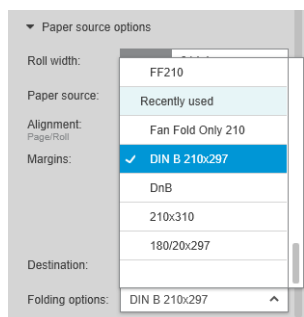 Paper source options
Roll width:
FF210
Paper source:
Recently used
Alignment:
Page/Roll
Fan Fold Only 210
Margins:
DIN B 210x297
DnB
210x310
180/20x297
Destination:
Folding options:
DIN B 210x297